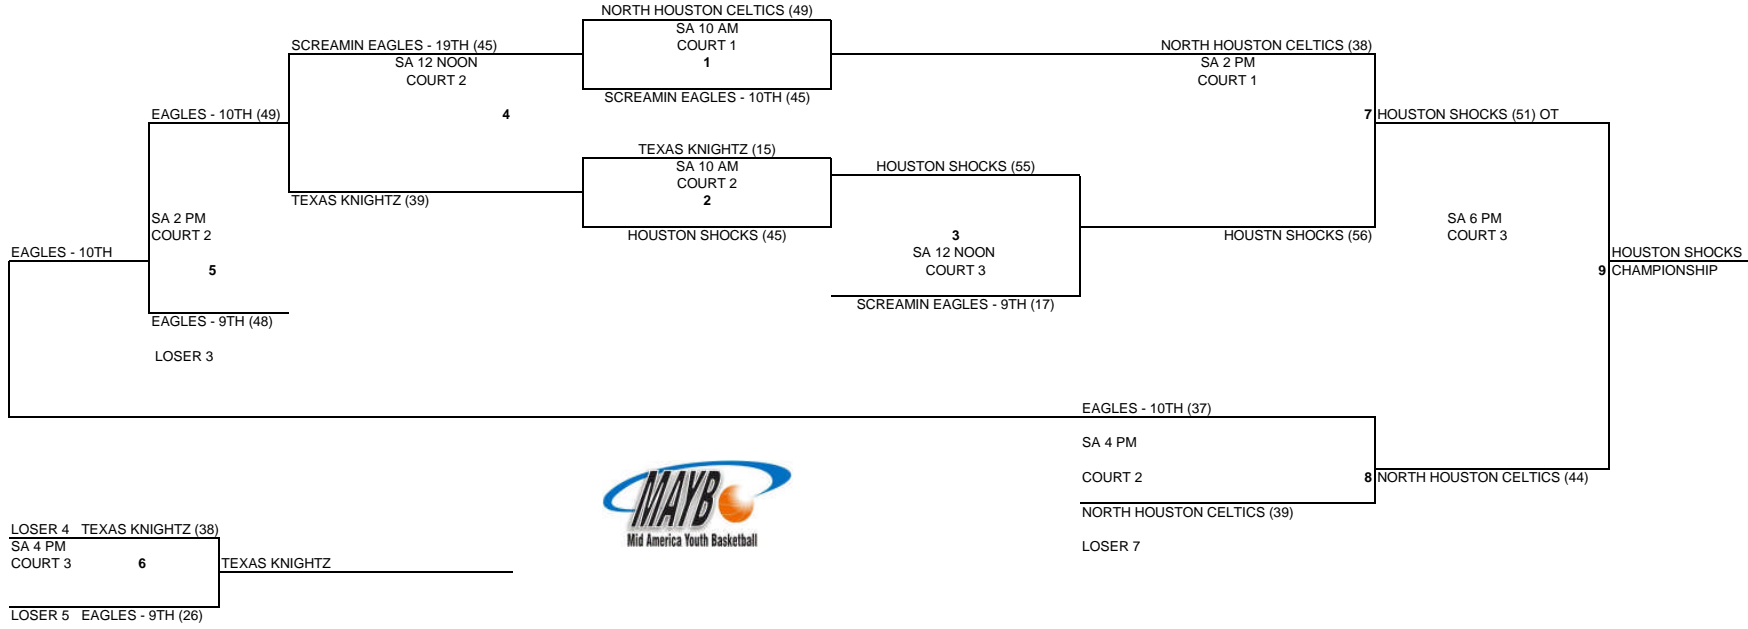 NORTH HOUSTON CELTICS (49)
SA 10 AM
COURT 1
1
SCREAMIN EAGLES - 10TH (45)
SCREAMIN EAGLES - 19TH (45)
SA 12 NOON
COURT 2
4
TEXAS KNIGHTZ (39)
NORTH HOUSTON CELTICS (38)
SA 2 PM
COURT 1
7 HOUSTON SHOCKS (51) OT
EAGLES - 10TH (49)
SA 2 PM
COURT 2
5
EAGLES - 9TH (48)
LOSER 3
TEXAS KNIGHTZ (15)
SA 10 AM
COURT 2
2
HOUSTON SHOCKS (45)
HOUSTON SHOCKS (55)
3
SA 12 NOON
COURT 3
SCREAMIN EAGLES - 9TH (17)
HOUSTN SHOCKS (56)
SA 6 PM
COURT 3
HOUSTON SHOCKS
9 CHAMPIONSHIP
EAGLES - 10TH
EAGLES - 10TH (37)
SA 4 PM
COURT 2
8 NORTH HOUSTON CELTICS (44)
NORTH HOUSTON CELTICS (39)
LOSER 7
MAYB
Mid America Youth Basketball
LOSER 4 TEXAS KNIGHTZ (38)
SA 4 PM
COURT 3 6
TEXAS KNIGHTZ
LOSER 5 EAGLES - 9TH (26)